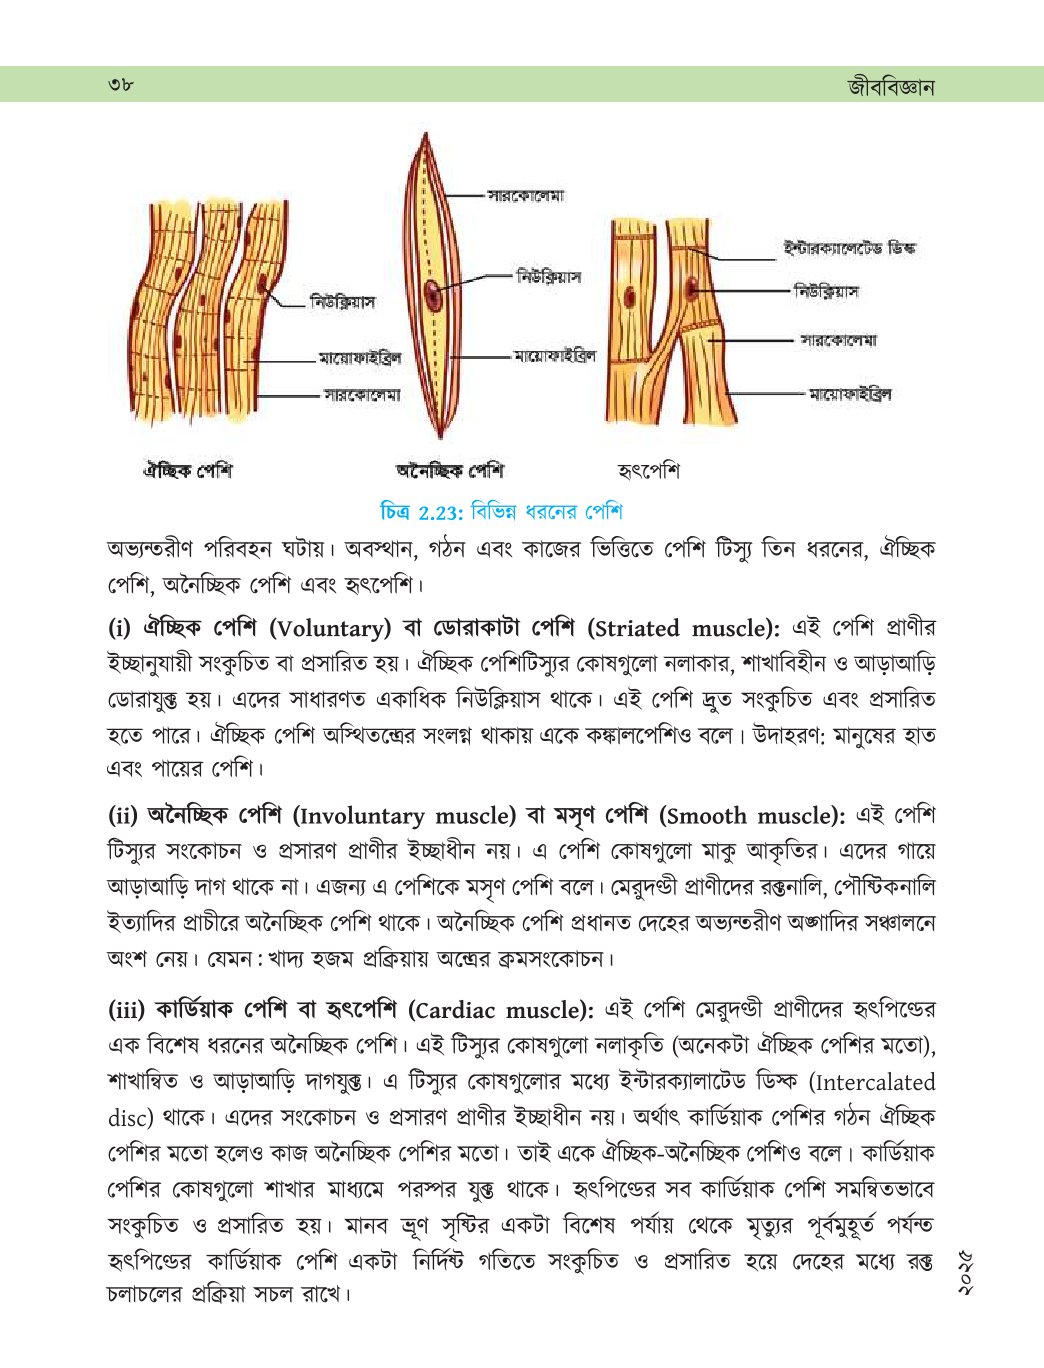 ৩৮
জীববিজ্ঞান
সারকোলেমা
নিউক্লিয়াস
মায়োফাইব্রিল
ইন্টারক্যালেটেড ডিস্ক
নিউক্লিয়াস
সারকোলেমা
মায়োফাইব্রিল
নিউক্লিয়াস
মায়োফাইব্রিল
সারকোলেমা
ঐচ্ছিক পেশি
অনৈচ্ছিক পেশি
হৃৎপেশি
চিত্র 2.23: বিভিন্ন ধরনের পেশি
অভ্যন্তরীণ পরিবহন ঘটায়। অবস্থান, গঠন এবং কাজের ভিত্তিতে পেশি টিস্যু তিন ধরনের, ঐচ্ছিক
পেশি, অনৈচ্ছিক পেশি এবং হৃৎপেশি।
(i) ঐচ্ছিক পেশি (Voluntary) বা ডোরাকাটা পেশি (Striated muscle): এই পেশি প্রাণীর
ইচ্ছানুযায়ী সংকুচিত বা প্রসারিত হয়। ঐচ্ছিক পেশিটিস্যুর কোষগুলো নলাকার, শাখাবিহীন ও আড়াআড়ি
ডোরাযুক্ত হয়। এদের সাধারণত একাধিক নিউক্লিয়াস থাকে। এই পেশি দ্রুত সংকুচিত এবং প্রসারিত
হতে পারে। ঐচ্ছিক পেশি অস্থিতন্ত্রের সংলগ্ন থাকায় একে কঙ্কালপেশিও বলে। উদাহরণ: মানুষের হাত
এবং পায়ের পেশি।
(ii) অনৈচ্ছিক পেশি (Involuntary muscle) বা মসৃণ পেশি (Smooth muscle): এই পেশি
টিস্যুর সংকোচন ও প্রসারণ প্রাণীর ইচ্ছাধীন নয়। এ পেশি কোষগুলো মাকু আকৃতির। এদের গায়ে
আড়াআড়ি দাগ থাকে না। এজন্য এ পেশিকে মসৃণ পেশি বলে। মেরুদণ্ডী প্রাণীদের রক্তনালি, পৌষ্টিকনালি
ইত্যাদির প্রাচীরে অনৈচ্ছিক পেশি থাকে। অনৈচ্ছিক পেশি প্রধানত দেহের অভ্যন্তরীণ অঙ্গাদির সঞ্চালনে
অংশ নেয়। যেমন : খাদ্য হজম প্রক্রিয়ায় অন্ত্রের ক্রমসংকোচন।
(iii) কার্ডিয়াক পেশি বা হৃৎপেশি (Cardiac muscle): এই পেশি মেরুদণ্ডী প্রাণীদের হৃৎপিণ্ডের
এক বিশেষ ধরনের অনৈচ্ছিক পেশি। এই টিস্যুর কোষগুলো নলাকৃতি (অনেকটা ঐচ্ছিক পেশির মতো),
শাখান্বিত ও আড়াআড়ি দাগযুক্ত। এ টিস্যুর কোষগুলোর মধ্যে ইন্টারক্যালাটেড ডিস্ক (Intercalated
disc) থাকে। এদের সংকোচন ও প্রসারণ প্রাণীর ইচ্ছাধীন নয়। অর্থাৎ কার্ডিয়াক পেশির গঠন ঐচ্ছিক
পেশির মতো হলেও কাজ অনৈচ্ছিক পেশির মতো। তাই একে ঐচ্ছিক-অনৈচ্ছিক পেশিও বলে। কার্ডিয়াক
পেশির কোষগুলো শাখার মাধ্যমে পরস্পর যুক্ত থাকে। হৃৎপিণ্ডের সব কার্ডিয়াক পেশি সমন্বিতভাবে
সংকুচিত ও প্রসারিত হয়। মানব ভ্রূণ সৃষ্টির একটা বিশেষ পর্যায় থেকে মৃত্যুর পূর্বমুহূর্ত পর্যন্ত
হৃৎপিণ্ডের কার্ডিয়াক পেশি একটা নির্দিষ্ট গতিতে সংকুচিত ও প্রসারিত হয়ে দেহের মধ্যে রক্ত
চলাচলের প্রক্রিয়া সচল রাখে।
২০২৫